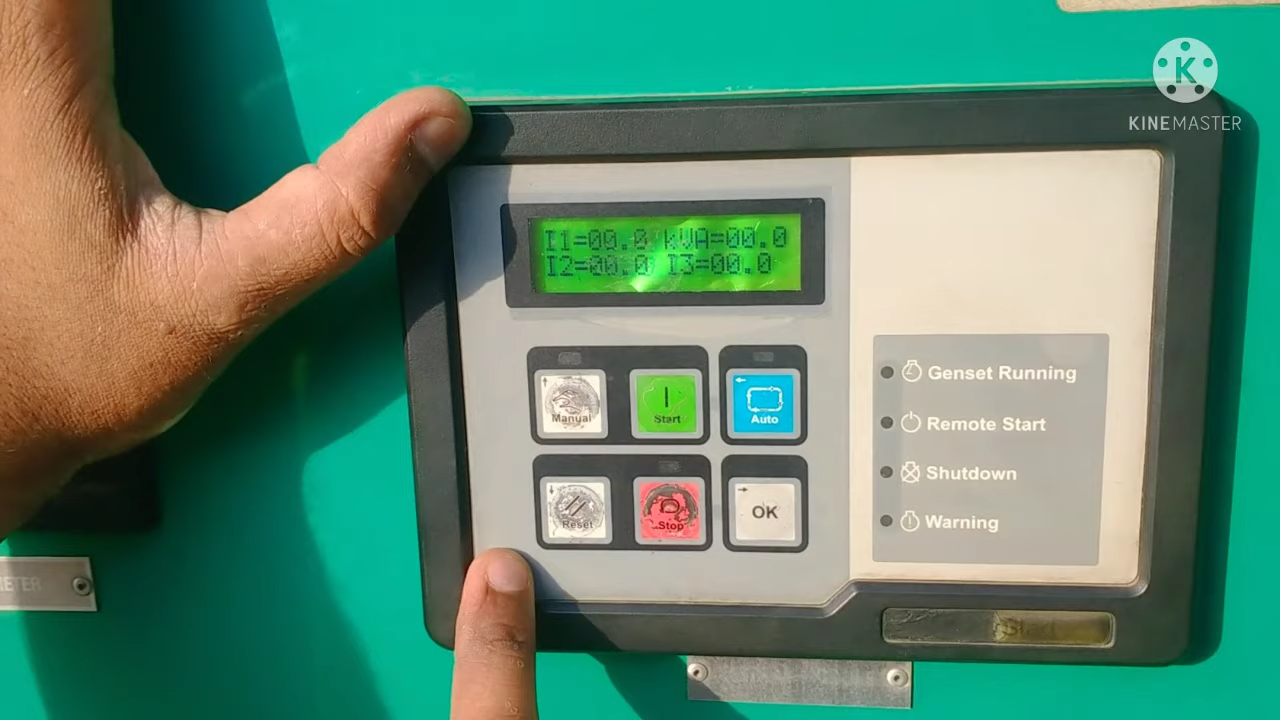 K
KINEMASTER
I1=00.0 kVA=00.0
I2=00.0 I3=00.0
Manual
Start
Auto
Reset
Stop
OK
Genset Running
Remote Start
Shutdown
Warning
ETER